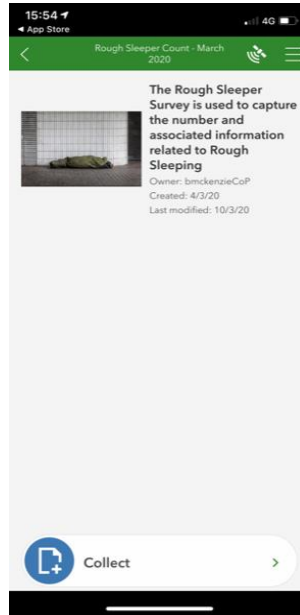 15:54
4G
◀ App Store
Rough Sleeper Count - March
2020
The Rough Sleeper
Survey is used to capture
the number and
associated information
related to Rough
Sleeping
Owner: bmckenzieCoP
Created: 4/3/20
Last modified: 10/3/20
Collect